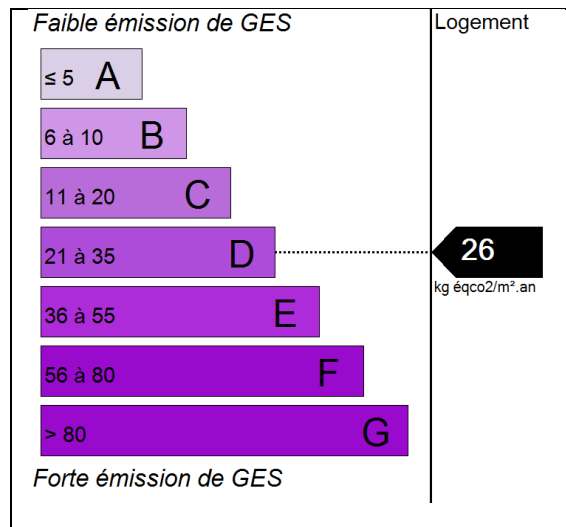 Faible émission de GES
Logement
≤ 5 A
6 à 10 B
11 à 20 C
21 à 35 D
26
kg éqco2/m².an
36 à 55 E
56 à 80 F
> 80 G
Forte émission de GES